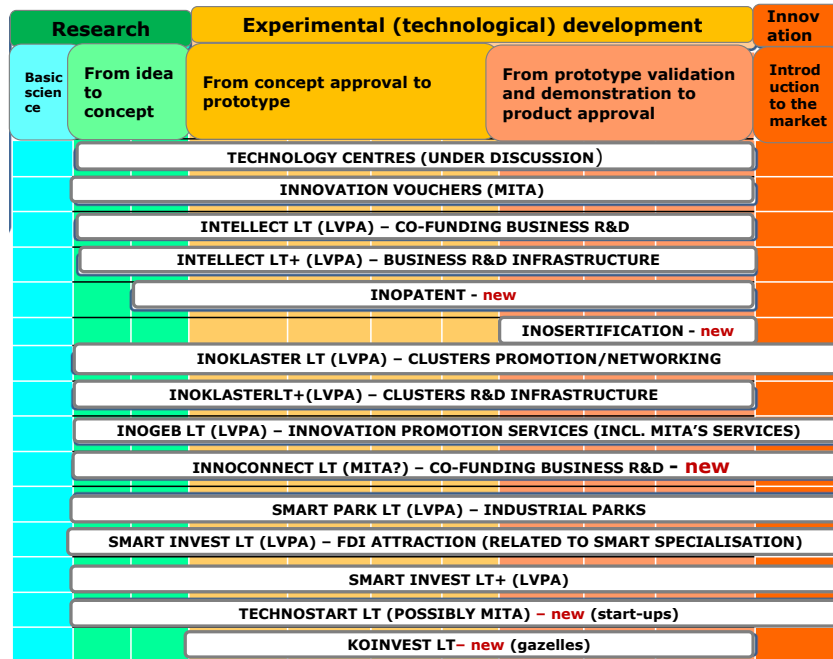 Research
Experimental (technological) development
Innov
ation
Basic
scien
ce
From idea
to
concept
From concept approval to
prototype
From prototype validation
and demonstration to
product approval
Introd
uction
to the
market
TECHNOLOGY CENTRES (UNDER DISCUSSION)
INNOVATION VOUCHERS (MITA)
INTELLECT LT (LVPA) – CO-FUNDING BUSINESS R&D
INTELLECT LT+ (LVPA) – BUSINESS R&D INFRASTRUCTURE
INOPATENT - new
INOSERTIFICATION - new
INOKLASTER LT (LVPA) – CLUSTERS PROMOTION/NETWORKING
INOKLASTERLT+(LVPA) – CLUSTERS R&D INFRASTRUCTURE
INOGEB LT (LVPA) – INNOVATION PROMOTION SERVICES (INCL. MITA'S SERVICES)
INNOCONNECT LT (MITA?) – CO-FUNDING BUSINESS R&D - new
SMART PARK LT (LVPA) – INDUSTRIAL PARKS
SMART INVEST LT (LVPA) – FDI ATTRACTION (RELATED TO SMART SPECIALISATION)
SMART INVEST LT+ (LVPA)
TECHNOSTART LT (POSSIBLY MITA) – new (start-ups)
KOINVEST LT– new (gazelles)